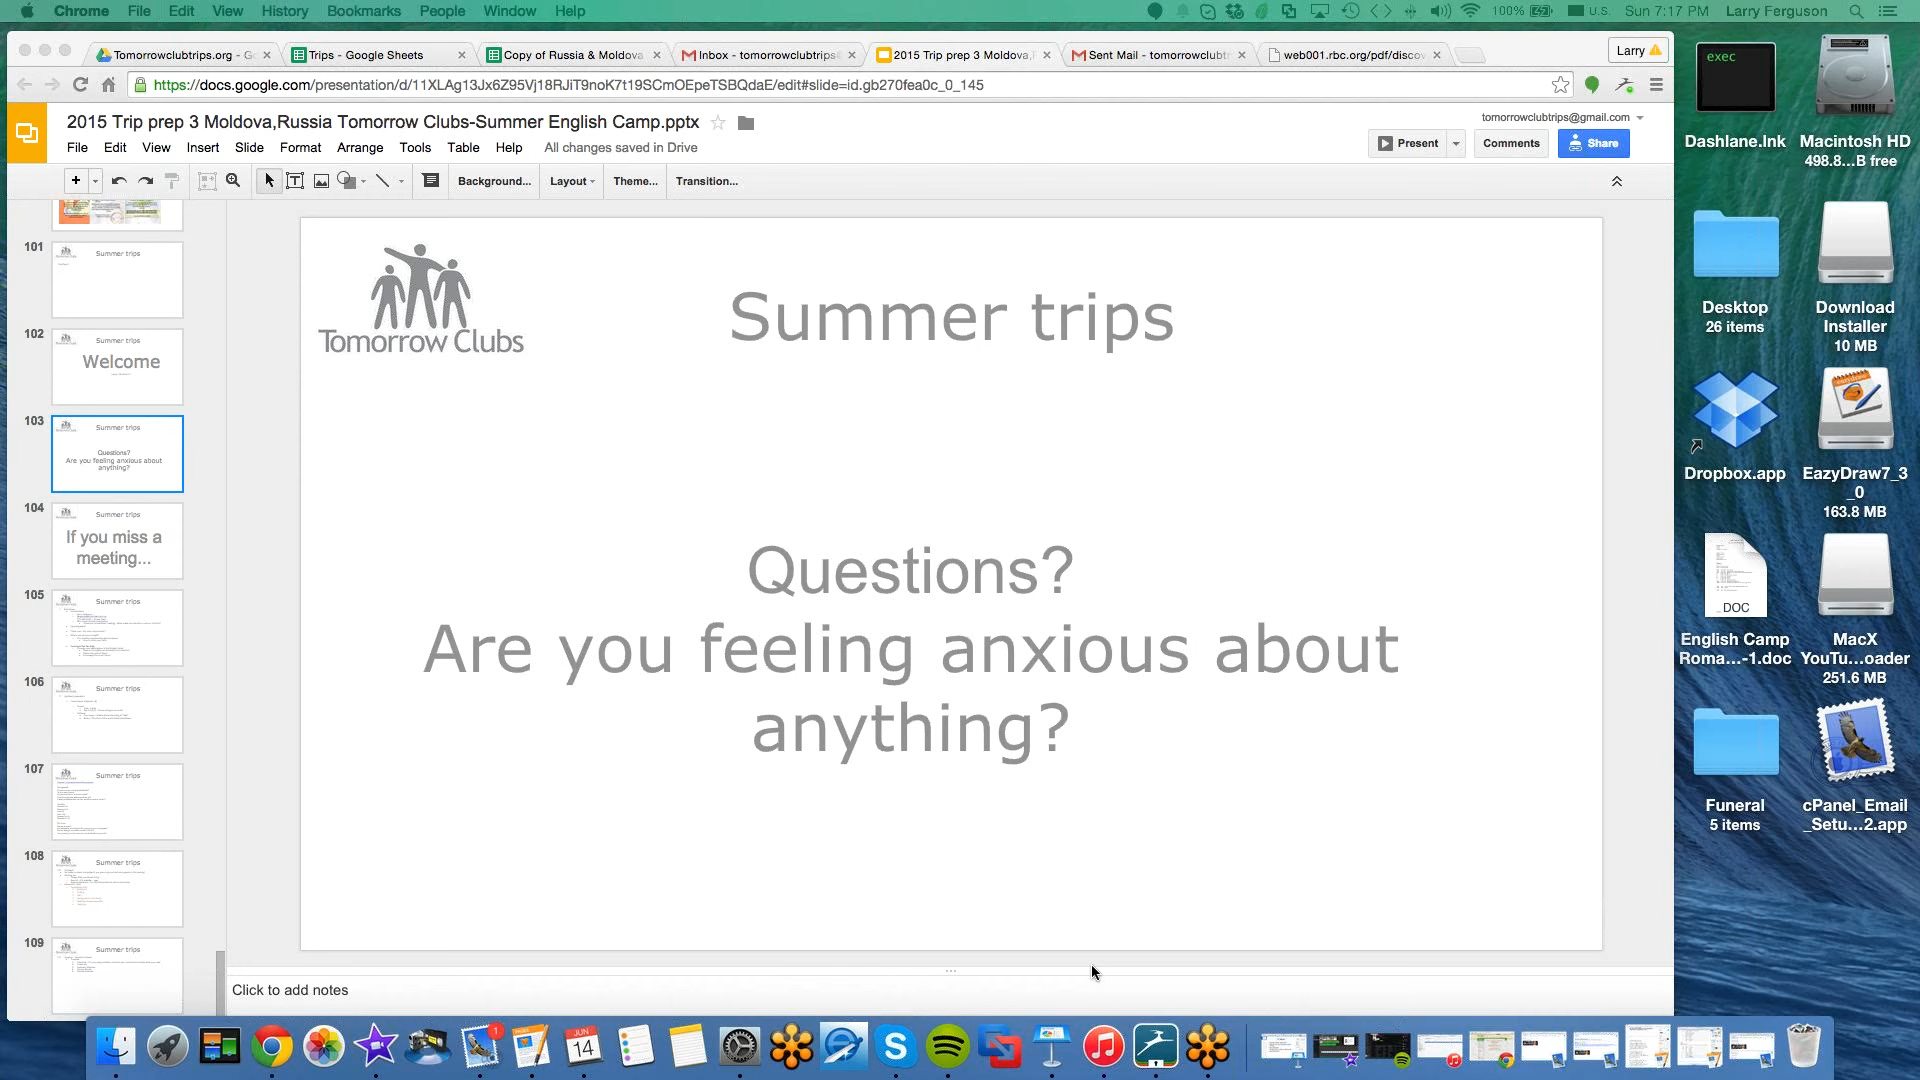 Chrome File Edit View History Bookmarks People Window Help 100% U.S. Sun 7:17 PM Larry Ferguson
Tomorrowclubtrips.org - G
Trips - Google Sheets
Copy of Russia & Moldova
Inbox - tomorrowclubtrips
2015 Trip prep 3 Moldova,
Sent Mail - tomorrowclubt
web001.rbc.org/pdf/discov
Larry
https://docs.google.com/presentation/d/11XLAg13Jx6Z95Vj18RJiT9noK7t19SCmOEpeTSBQdaE/edit#slide=id.gb270fea0c_0_145
2015 Trip prep 3 Moldova,Russia Tomorrow Clubs-Summer English Camp.pptx
tomorrowclubtrips@gmail.com
File Edit View Insert Slide Format Arrange Tools Table Help All changes saved in Drive
Present Comments Share
Background... Layout Theme... Transition...
101
Summer trips
102
Summer trips
Welcome
103
Summer trips
Questions?
Are you feeling anxious about
anything?
104
Summer trips
If you miss a
meeting...
105
Summer trips
106
Summer trips
107
Summer trips
108
Summer trips
109
Summer trips
Tomorrow Clubs
Summer trips
Questions?
Are you feeling anxious about
anything?
Click to add notes
exec
Dashlane.lnk
Macintosh HD
498.8...B free
Desktop
26 items
Download
Installer
10 MB
Dropbox.app
EazyDraw7_3
_0
163.8 MB
DOC
English Camp
Roma...-1.doc
MacX
YouTu...oader
251.6 MB
Funeral
5 items
cPanel_Email
_Setu...2.app
1
JUN
14